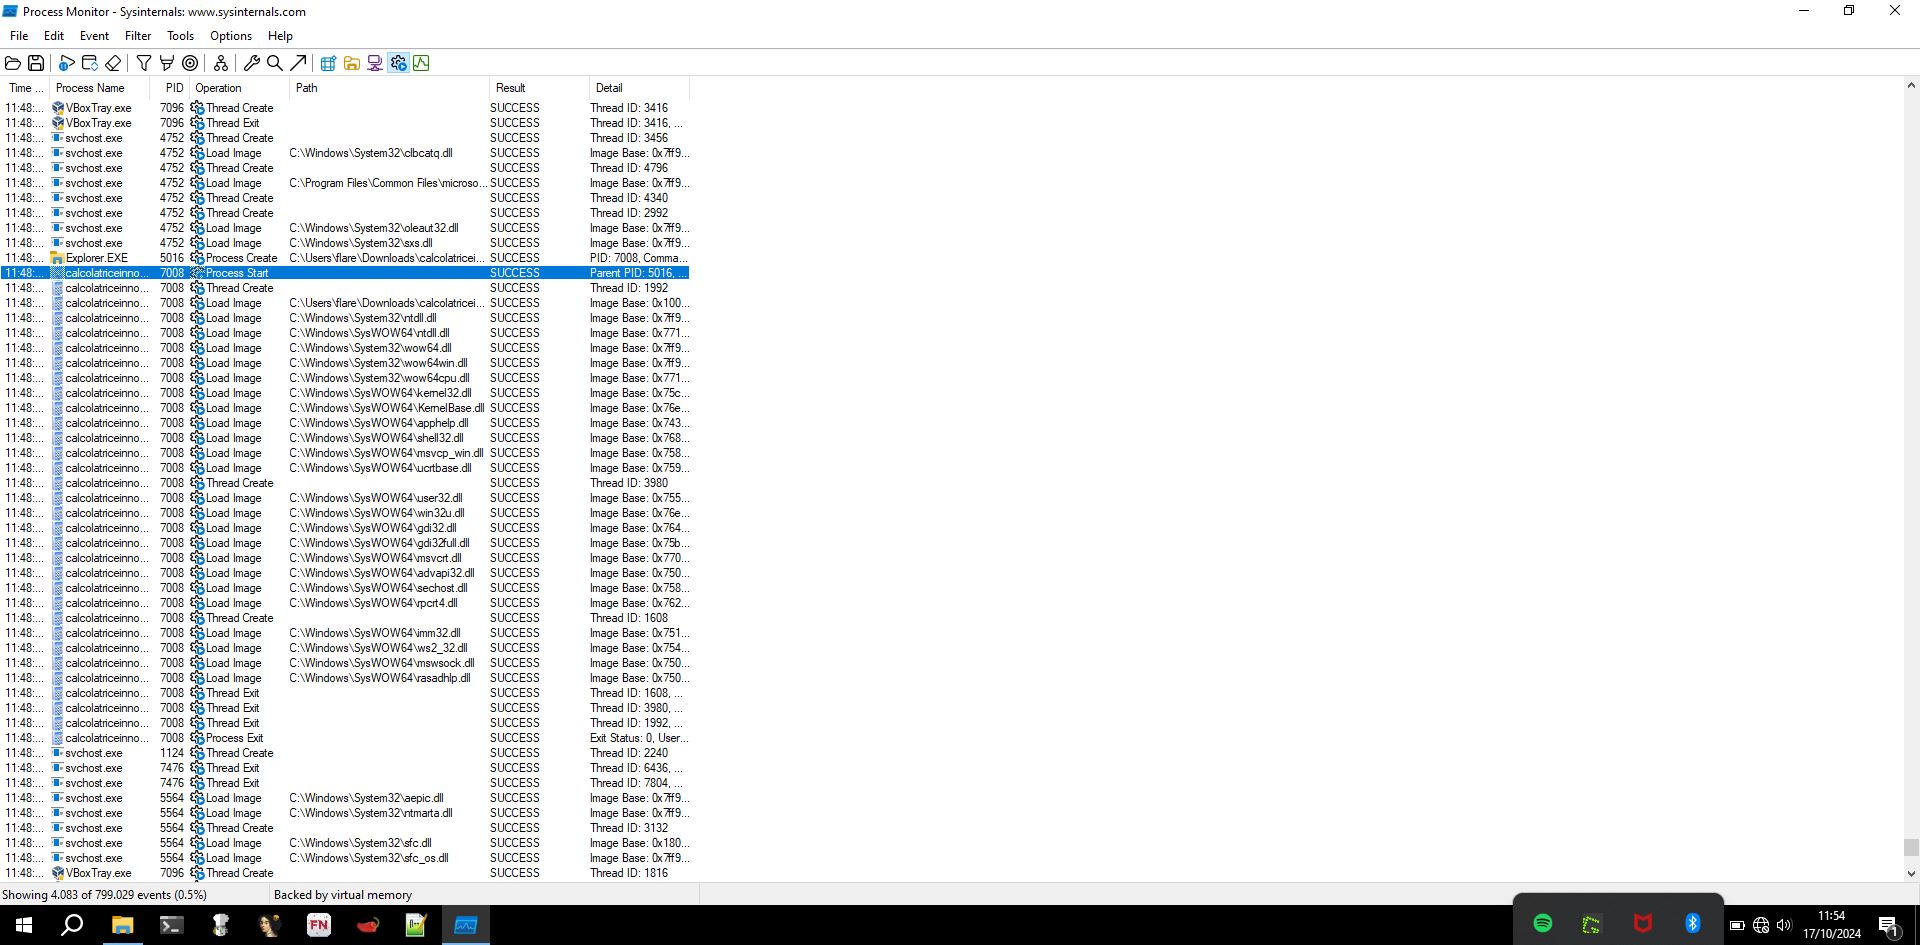 Process Monitor - Sysinternals: www.sysinternals.com
File Edit Event Filter Tools Options Help
Time ... Process Name PID Operation Path Result Detail
11:48:... VBoxTray.exe 7096 Thread Create SUCCESS Thread ID: 3416
11:48:... VBoxTray.exe 7096 Thread Exit SUCCESS Thread ID: 3416, ...
11:48:... svchost.exe 4752 Thread Create SUCCESS Thread ID: 3456
11:48:... svchost.exe 4752 Load Image C:\Windows\System32\clbcatq.dll SUCCESS Image Base: 0x7ff9...
11:48:... svchost.exe 4752 Thread Create SUCCESS Thread ID: 4796
11:48:... svchost.exe 4752 Load Image C:\Program Files\Common Files\microso... SUCCESS Image Base: 0x7ff9...
11:48:... svchost.exe 4752 Thread Create SUCCESS Thread ID: 4340
11:48:... svchost.exe 4752 Thread Create SUCCESS Thread ID: 2992
11:48:... svchost.exe 4752 Load Image C:\Windows\System32\oleaut32.dll SUCCESS Image Base: 0x7ff9...
11:48:... svchost.exe 4752 Load Image C:\Windows\System32\sxs.dll SUCCESS Image Base: 0x7ff9...
11:48:... Explorer.EXE 5016 Process Create C:\Users\flare\Downloads\calcolatricei... SUCCESS PID: 7008, Comma...
11:48:... calcolatriceinno... 7008 Process Start SUCCESS Parent PID: 5016, ...
11:48:... calcolatriceinno... 7008 Thread Create SUCCESS Thread ID: 1992
11:48:... calcolatriceinno... 7008 Load Image C:\Users\flare\Downloads\calcolatricei... SUCCESS Image Base: 0x100...
11:48:... calcolatriceinno... 7008 Load Image C:\Windows\System32\ntdll.dll SUCCESS Image Base: 0x7ff9...
11:48:... calcolatriceinno... 7008 Load Image C:\Windows\SysWOW64\ntdll.dll SUCCESS Image Base: 0x771...
11:48:... calcolatriceinno... 7008 Load Image C:\Windows\System32\wow64.dll SUCCESS Image Base: 0x7ff9...
11:48:... calcolatriceinno... 7008 Load Image C:\Windows\System32\wow64win.dll SUCCESS Image Base: 0x7ff9...
11:48:... calcolatriceinno... 7008 Load Image C:\Windows\System32\wow64cpu.dll SUCCESS Image Base: 0x771...
11:48:... calcolatriceinno... 7008 Load Image C:\Windows\SysWOW64\kernel32.dll SUCCESS Image Base: 0x75c...
11:48:... calcolatriceinno... 7008 Load Image C:\Windows\SysWOW64\KernelBase.dll SUCCESS Image Base: 0x76e...
11:48:... calcolatriceinno... 7008 Load Image C:\Windows\SysWOW64\apphelp.dll SUCCESS Image Base: 0x743...
11:48:... calcolatriceinno... 7008 Load Image C:\Windows\SysWOW64\shell32.dll SUCCESS Image Base: 0x768...
11:48:... calcolatriceinno... 7008 Load Image C:\Windows\SysWOW64\msvcp_win.dll SUCCESS Image Base: 0x758...
11:48:... calcolatriceinno... 7008 Load Image C:\Windows\SysWOW64\ucrtbase.dll SUCCESS Image Base: 0x759...
11:48:... calcolatriceinno... 7008 Thread Create SUCCESS Thread ID: 3980
11:48:... calcolatriceinno... 7008 Load Image C:\Windows\SysWOW64\user32.dll SUCCESS Image Base: 0x755...
11:48:... calcolatriceinno... 7008 Load Image C:\Windows\SysWOW64\win32u.dll SUCCESS Image Base: 0x76e...
11:48:... calcolatriceinno... 7008 Load Image C:\Windows\SysWOW64\gdi32.dll SUCCESS Image Base: 0x764...
11:48:... calcolatriceinno... 7008 Load Image C:\Windows\SysWOW64\gdi32full.dll SUCCESS Image Base: 0x75b...
11:48:... calcolatriceinno... 7008 Load Image C:\Windows\SysWOW64\msvcrt.dll SUCCESS Image Base: 0x770...
11:48:... calcolatriceinno... 7008 Load Image C:\Windows\SysWOW64\advapi32.dll SUCCESS Image Base: 0x750...
11:48:... calcolatriceinno... 7008 Load Image C:\Windows\SysWOW64\sechost.dll SUCCESS Image Base: 0x758...
11:48:... calcolatriceinno... 7008 Load Image C:\Windows\SysWOW64\rpcrt4.dll SUCCESS Image Base: 0x762...
11:48:... calcolatriceinno... 7008 Thread Create SUCCESS Thread ID: 1608
11:48:... calcolatriceinno... 7008 Load Image C:\Windows\SysWOW64\imm32.dll SUCCESS Image Base: 0x751...
11:48:... calcolatriceinno... 7008 Load Image C:\Windows\SysWOW64\ws2_32.dll SUCCESS Image Base: 0x754...
11:48:... calcolatriceinno... 7008 Load Image C:\Windows\SysWOW64\mswsock.dll SUCCESS Image Base: 0x750...
11:48:... calcolatriceinno... 7008 Load Image C:\Windows\SysWOW64\rasadhlp.dll SUCCESS Image Base: 0x750...
11:48:... calcolatriceinno... 7008 Thread Exit SUCCESS Thread ID: 1608, ...
11:48:... calcolatriceinno... 7008 Thread Exit SUCCESS Thread ID: 3980, ...
11:48:... calcolatriceinno... 7008 Thread Exit SUCCESS Thread ID: 1992, ...
11:48:... calcolatriceinno... 7008 Process Exit SUCCESS Exit Status: 0, User...
11:48:... svchost.exe 1124 Thread Create SUCCESS Thread ID: 2240
11:48:... svchost.exe 7476 Thread Exit SUCCESS Thread ID: 6436, ...
11:48:... svchost.exe 7476 Thread Exit SUCCESS Thread ID: 7804, ...
11:48:... svchost.exe 5564 Load Image C:\Windows\System32\aepic.dll SUCCESS Image Base: 0x7ff9...
11:48:... svchost.exe 5564 Load Image C:\Windows\System32\ntmarta.dll SUCCESS Image Base: 0x7ff9...
11:48:... svchost.exe 5564 Thread Create SUCCESS Thread ID: 3132
11:48:... svchost.exe 5564 Load Image C:\Windows\System32\sfc.dll SUCCESS Image Base: 0x180...
11:48:... svchost.exe 5564 Load Image C:\Windows\System32\sfc_os.dll SUCCESS Image Base: 0x7ff9...
11:48:... VBoxTray.exe 7096 Thread Create SUCCESS Thread ID: 1816
Showing 4.083 of 799.029 events (0.5%) Backed by virtual memory
FN
11:54
17/10/2024
1